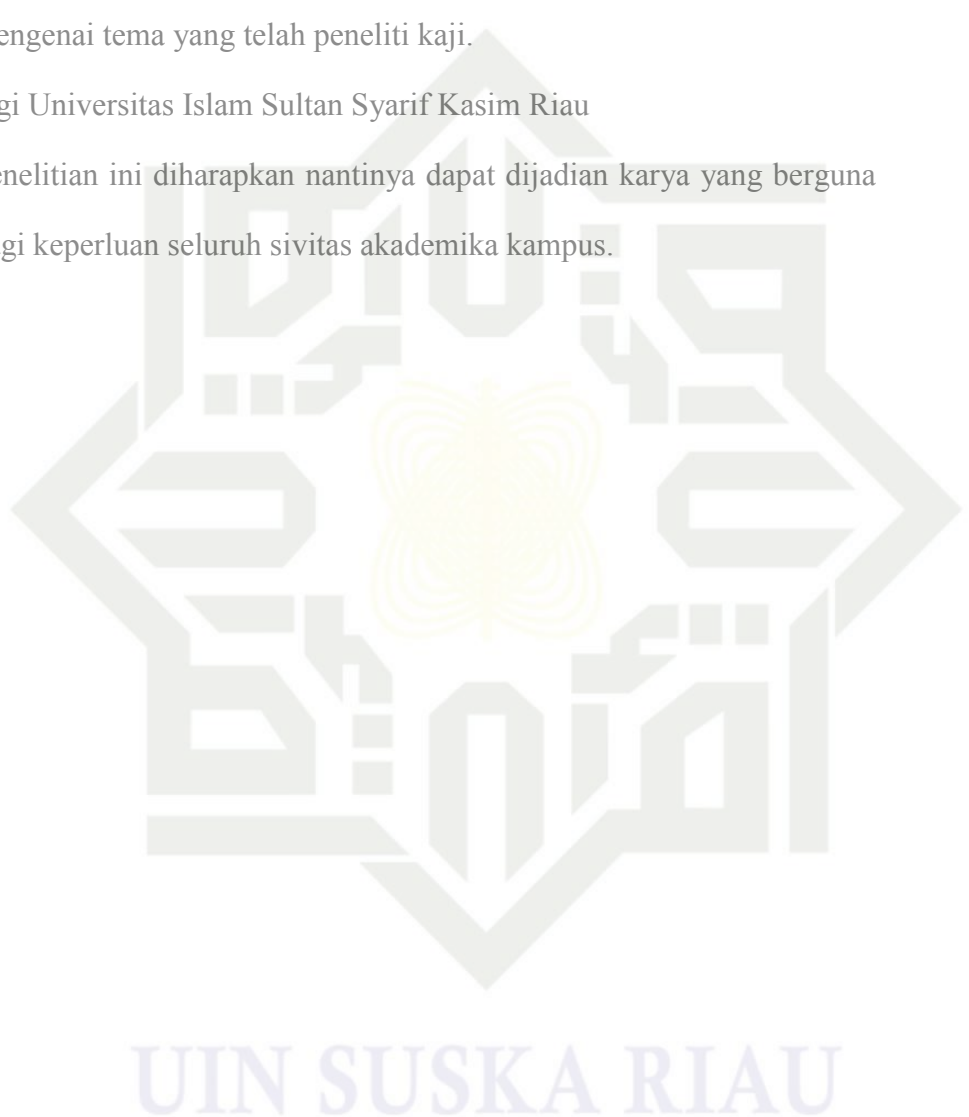 engenai tema yang telah peneliti kaji.
gi Universitas Islam Sultan Syarif Kasim Riau
enelitian ini diharapkan nantinya dapat dijadian karya yang berguna
gi keperluan seluruh sivitas akademika kampus.
UIN SUSKA RIAU